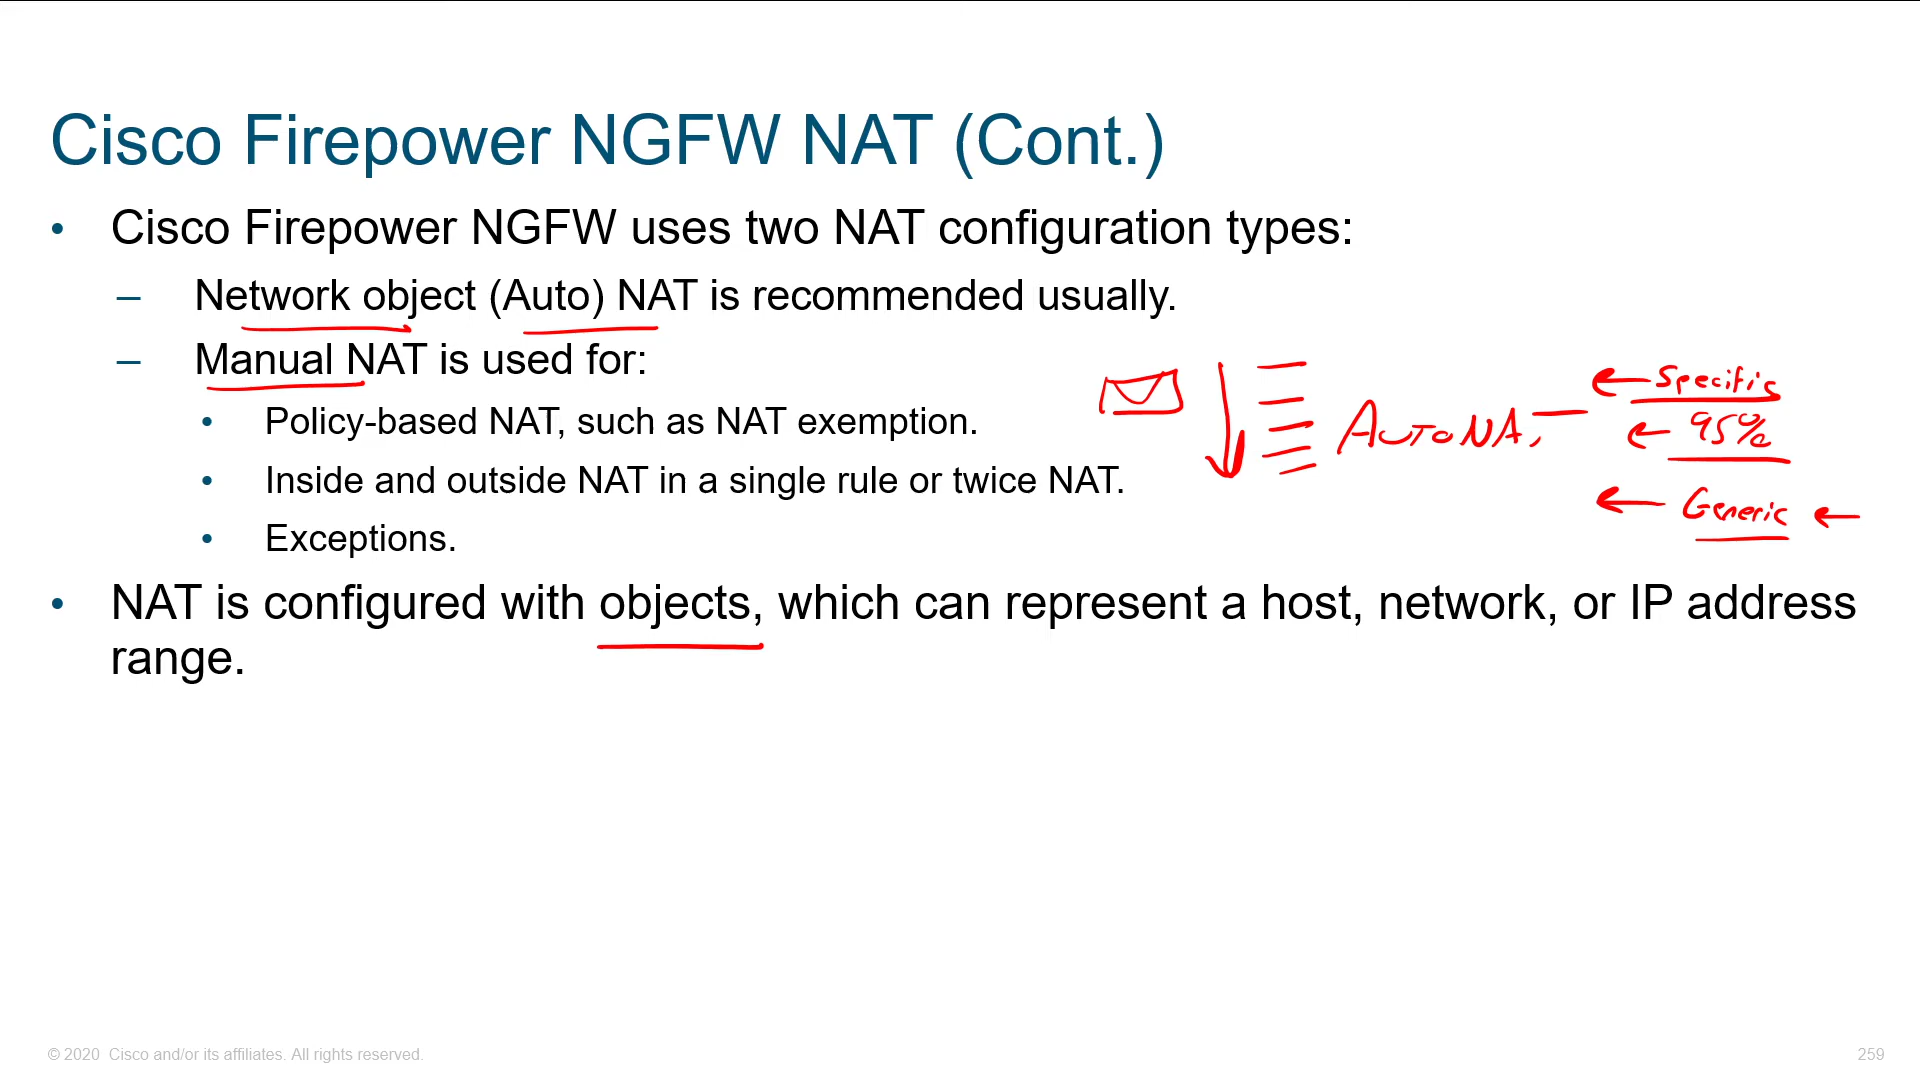 Cisco Firepower NGFW NAT (Cont.)
• Cisco Firepower NGFW uses two NAT configuration types:
– Network object (Auto) NAT is recommended usually.
– Manual NAT is used for:
• Policy-based NAT, such as NAT exemption.
• Inside and outside NAT in a single rule or twice NAT.
• Exceptions.
Specific
Auto NAT
95%
Generic
• NAT is configured with objects, which can represent a host, network, or IP address
range.
© 2020 Cisco and/or its affiliates. All rights reserved.
259